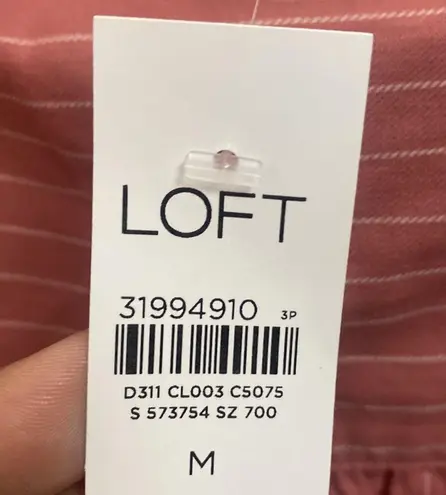 LOFT
31994910 3P
D311 CL003 C5075
S 573754 SZ 700
M